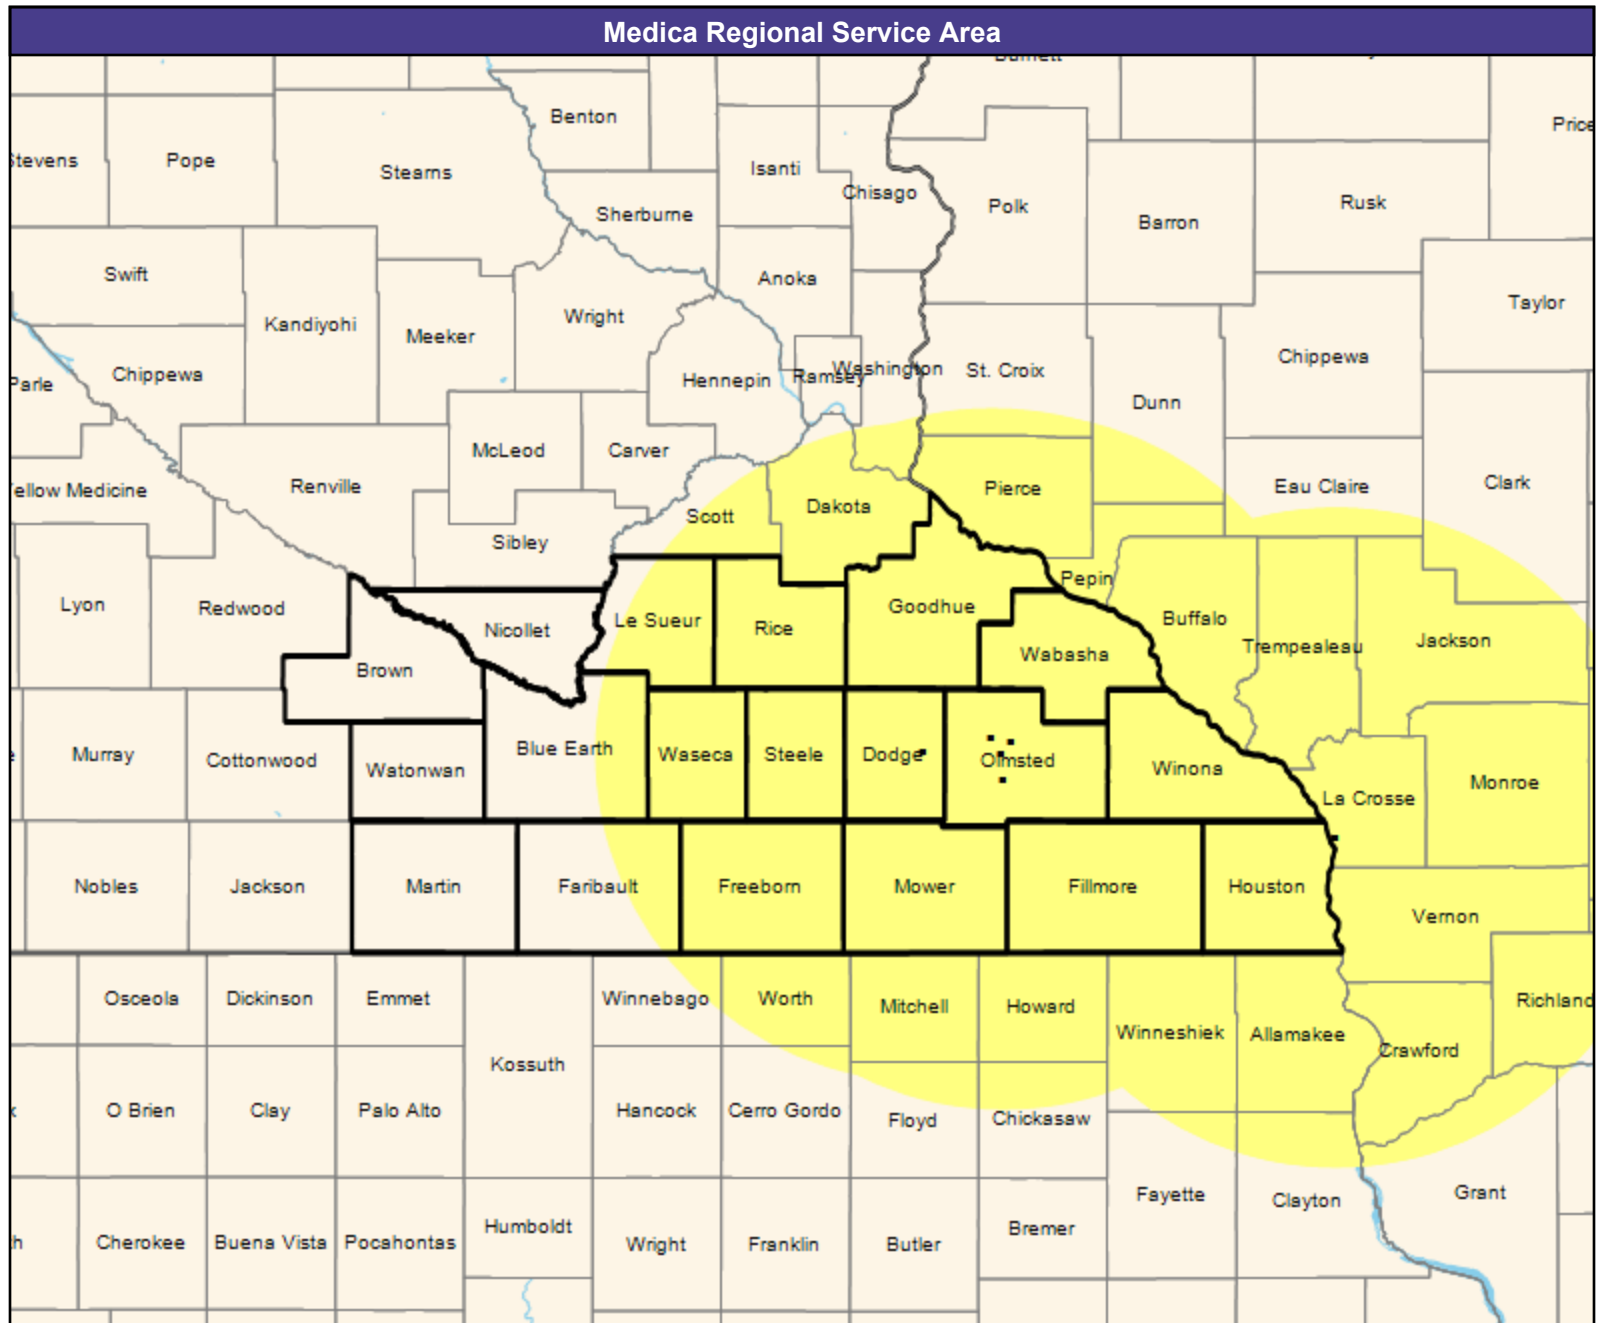 Medica Regional Service Area
Benton
Price
Stevens
Pope
Stearns
Isanti
Chisago
Sherburne
Polk
Barron
Rusk
Swift
Anoka
Kandiyohi
Meeker
Wright
Taylor
Chippewa
Hennepin
Ramsey
Washington
St. Croix
Chippewa
Parle
Dunn
McLeod
Carver
Yellow Medicine
Renville
Scott
Dakota
Pierce
Eau Claire
Clark
Sibley
Pepin
Lyon
Redwood
Nicollet
Le Sueur
Rice
Goodhue
Buffalo
Trempealeau
Jackson
Brown
Wabasha
Murray
Cottonwood
Watonwan
Blue Earth
Waseca
Steele
Dodge
Olmsted
Winona
La Crosse
Monroe
Nobles
Jackson
Martin
Faribault
Freeborn
Mower
Fillmore
Houston
Vernon
Osceola
Dickinson
Emmet
Winnebago
Worth
Mitchell
Howard
Winneshiek
Allamakee
Crawford
Richland
Kossuth
O Brien
Clay
Palo Alto
Hancock
Cerro Gordo
Floyd
Chickasaw
Fayette
Clayton
Grant
Cherokee
Buena Vista
Pocahontas
Humboldt
Wright
Franklin
Butler
Bremer